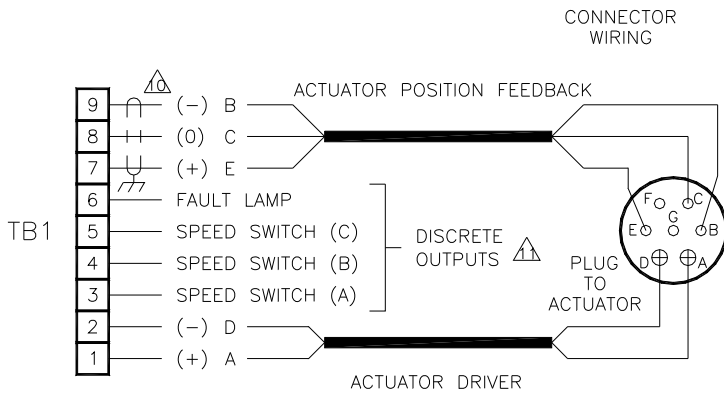 CONNECTOR
WIRING
10
ACTUATOR POSITION FEEDBACK
9 (-) B
8 (0) C
7 (+) E
6 FAULT LAMP
5 SPEED SWITCH (C)
4 SPEED SWITCH (B)
3 SPEED SWITCH (A)
2 (-) D
1 (+) A
TB1
DISCRETE
OUTPUTS 11
F C
G
E B
D A
PLUG
TO
ACTUATOR
ACTUATOR DRIVER